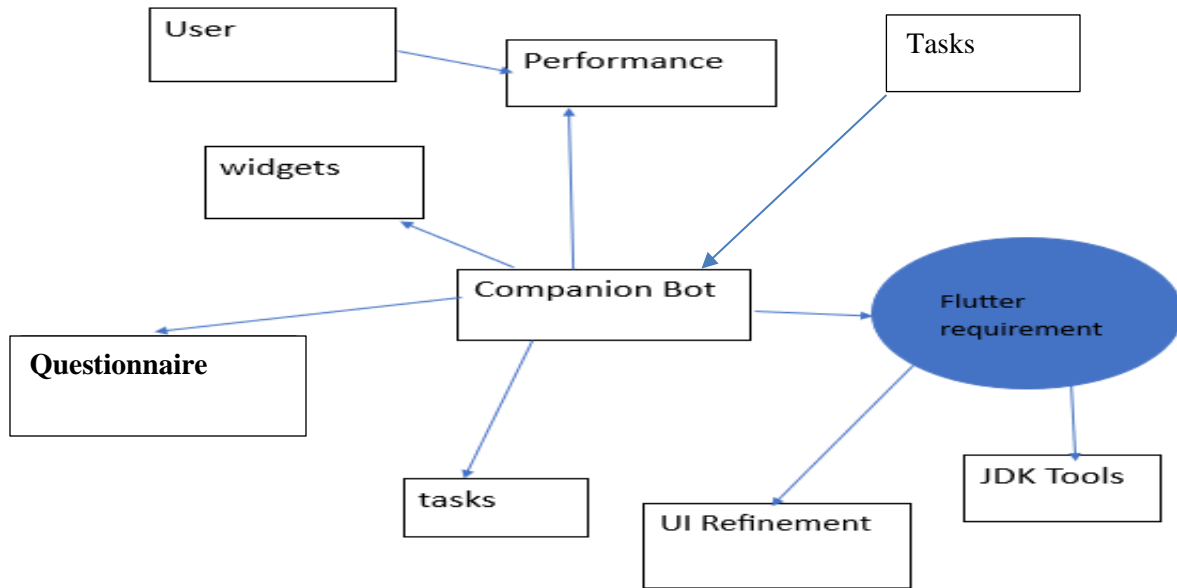 User
Performance
Tasks
widgets
Companion Bot
Flutter
requirement
Questionnaire
tasks
JDK Tools
UI Refinement